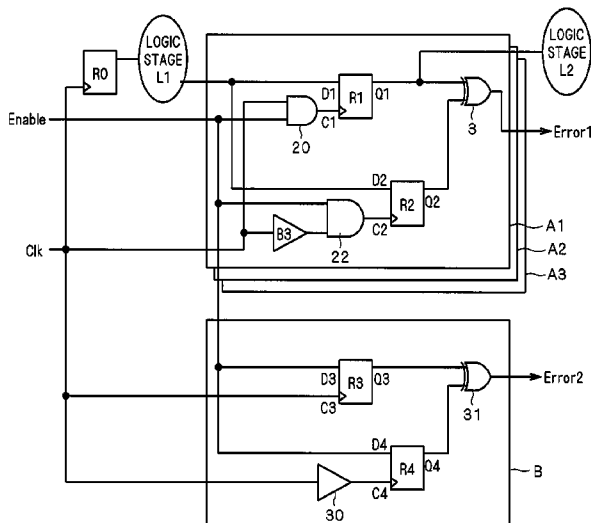 LOGIC
STAGE
L1
R0
LOGIC
STAGE
L2
D1
R1
Q1
Enable
C1
20
3
Error1
D2
R2
Q2
B3
C2
22
Clk
A1
A2
A3
D3
R3
Q3
C3
31
Error2
D4
R4
Q4
B
30
C4